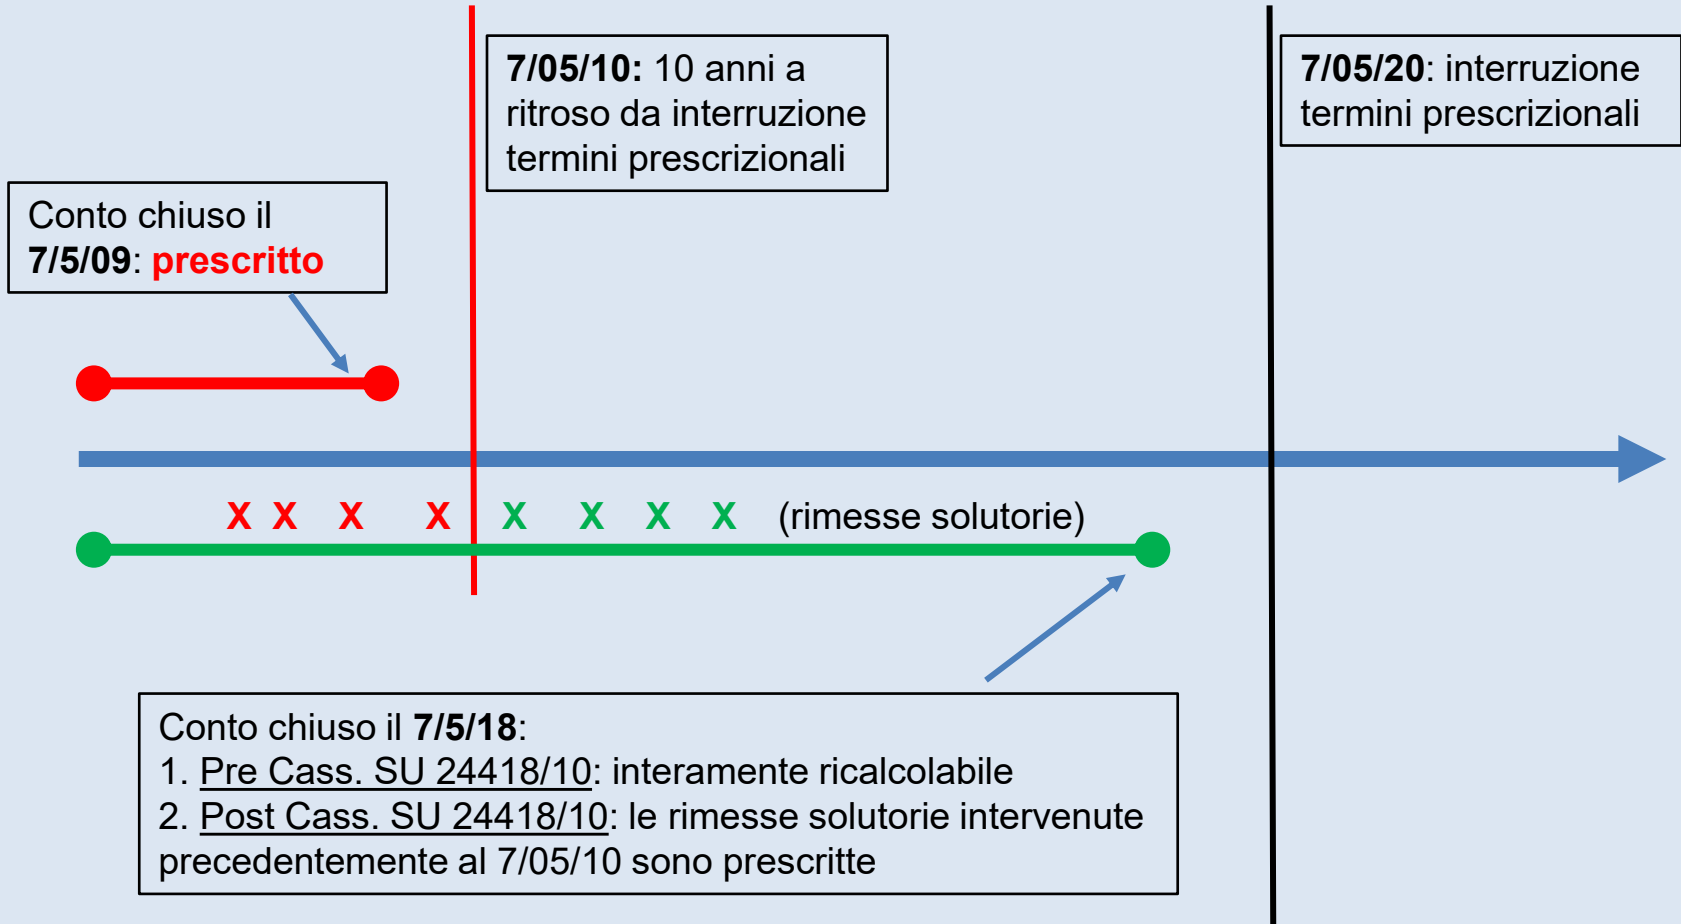 7/05/10: 10 anni a
ritroso da interruzione
termini prescrizionali
7/05/20: interruzione
termini prescrizionali
Conto chiuso il
7/5/09: prescritto
X X X X X X X X (rimesse solutorie)
Conto chiuso il 7/5/18:
1. Pre Cass. SU 24418/10: interamente ricalcolabile
2. Post Cass. SU 24418/10: le rimesse solutorie intervenute
precedentemente al 7/05/10 sono prescritte